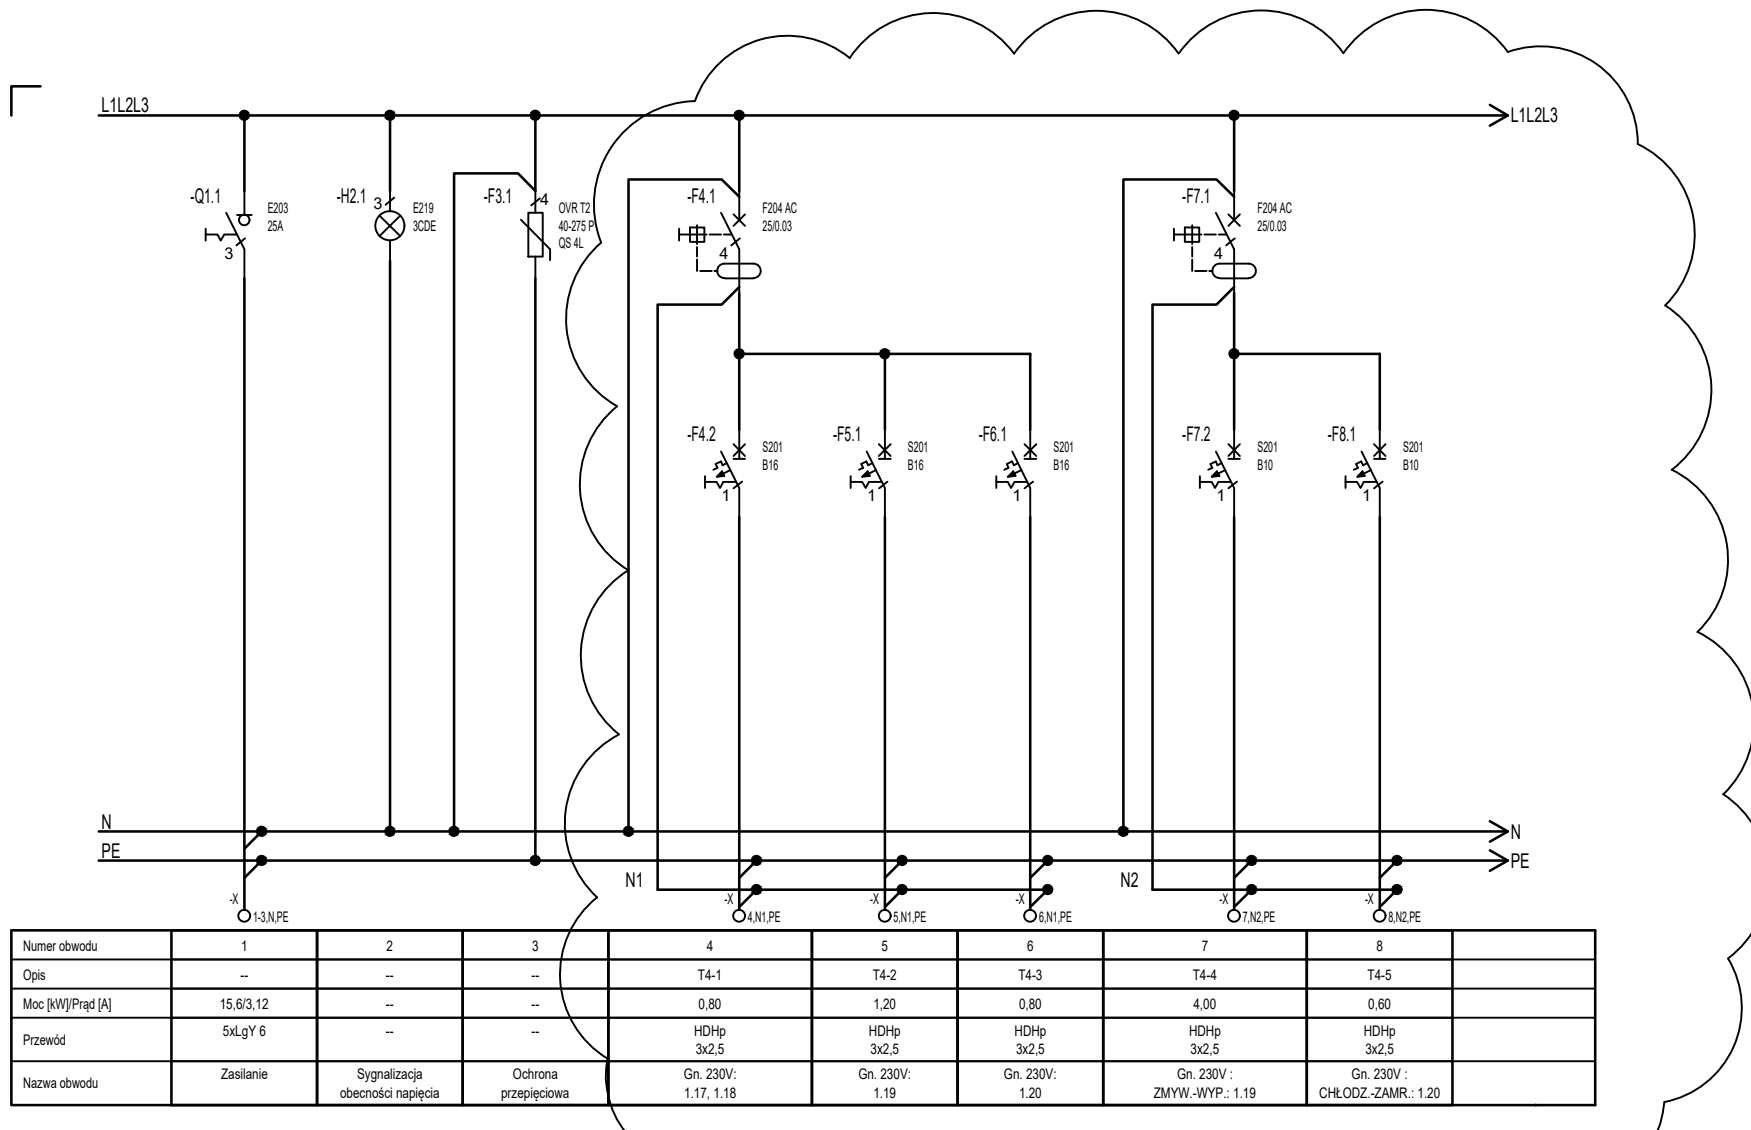 L1L2L3
L1L2L3
-Q1.1
E203
25A
3
-H2.1
3
E219
3CDE
-F3.1
4
OVR T2
40-275 P
QS 4L
-F4.1
F204 AC
25/0.03
4
-F7.1
F204 AC
25/0.03
4
-F4.2
S201
B16
1
-F5.1
S201
B16
1
-F6.1
S201
B16
1
-F7.2
S201
B10
1
-F8.1
S201
B10
1
N
N
PE
PE
N1
N2
-X
1-3,N,PE
-X
4,N1,PE
-X
5,N1,PE
-X
6,N1,PE
-X
7,N2,PE
-X
8,N2,PE
Numer obwodu 1 2 3 4 5 6 7 8
Opis -- -- -- T4-1 T4-2 T4-3 T4-4 T4-5
Moc [kW]/Prąd [A] 15,6/3,12 -- -- 0,80 1,20 0,80 4,00 0,60
Przewód 5xLgY 6 -- -- HDHp HDHp HDHp HDHp HDHp
3x2,5 3x2,5 3x2,5 3x2,5 3x2,5
Nazwa obwodu Zasilanie Sygnalizacja Ochrona Gn. 230V: Gn. 230V: Gn. 230V: Gn. 230V : Gn. 230V :
obecności napięcia przepięciowa 1.17, 1.18 1.19 1.20 ZMYW.-WYP.: 1.19 CHŁODZ.-ZAMR.: 1.20